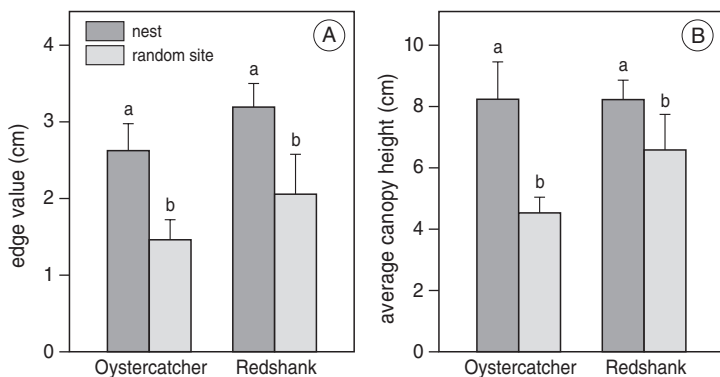 A
nest
random site
edge value (cm)
4
3
2
1
0
a
b
a
b
Oystercatcher
Redshank
B
average canopy height (cm)
10
8
6
4
2
0
a
b
a
b
Oystercatcher
Redshank